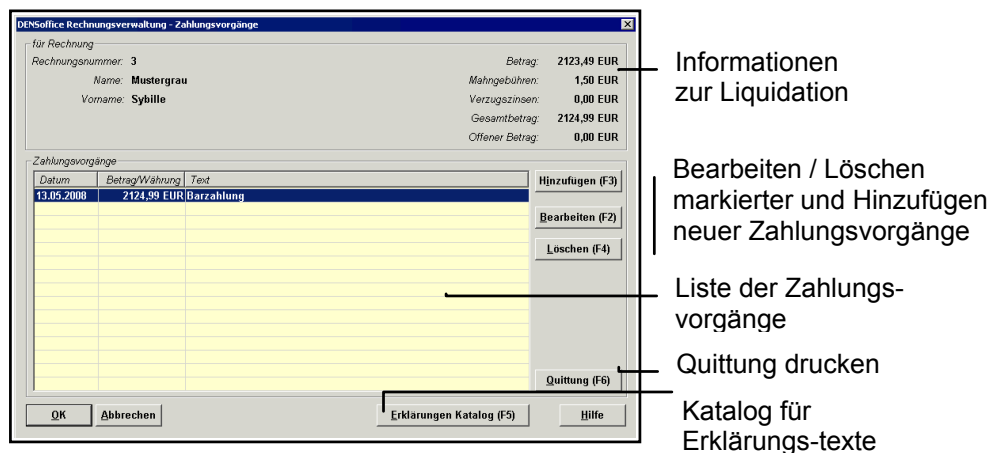 DENSoffice Rechnungsverwaltung - Zahlungsvorgänge
für Rechnung
Rechnungsnummer: 3
Name: Mustergrau
Vorname: Sybille
Betrag: 2123,49 EUR
Mahngebühren: 1,50 EUR
Verzugszinsen: 0,00 EUR
Gesamtbetrag: 2124,99 EUR
Offener Betrag: 0,00 EUR
Zahlungsvorgänge
Datum Betrag/Währung Text
13.05.2008 2124,99 EUR Barzahlung
Hinzufügen (F3)
Bearbeiten (F2)
Löschen (F4)
Quittung (F6)
OK Abbrechen Erklärungen Katalog (F5) Hilfe
Informationen
zur Liquidation
Bearbeiten / Löschen
markierter und Hinzufügen
neuer Zahlungsvorgänge
Liste der Zahlungs-
vorgänge
Quittung drucken
Katalog für
Erklärungs-texte